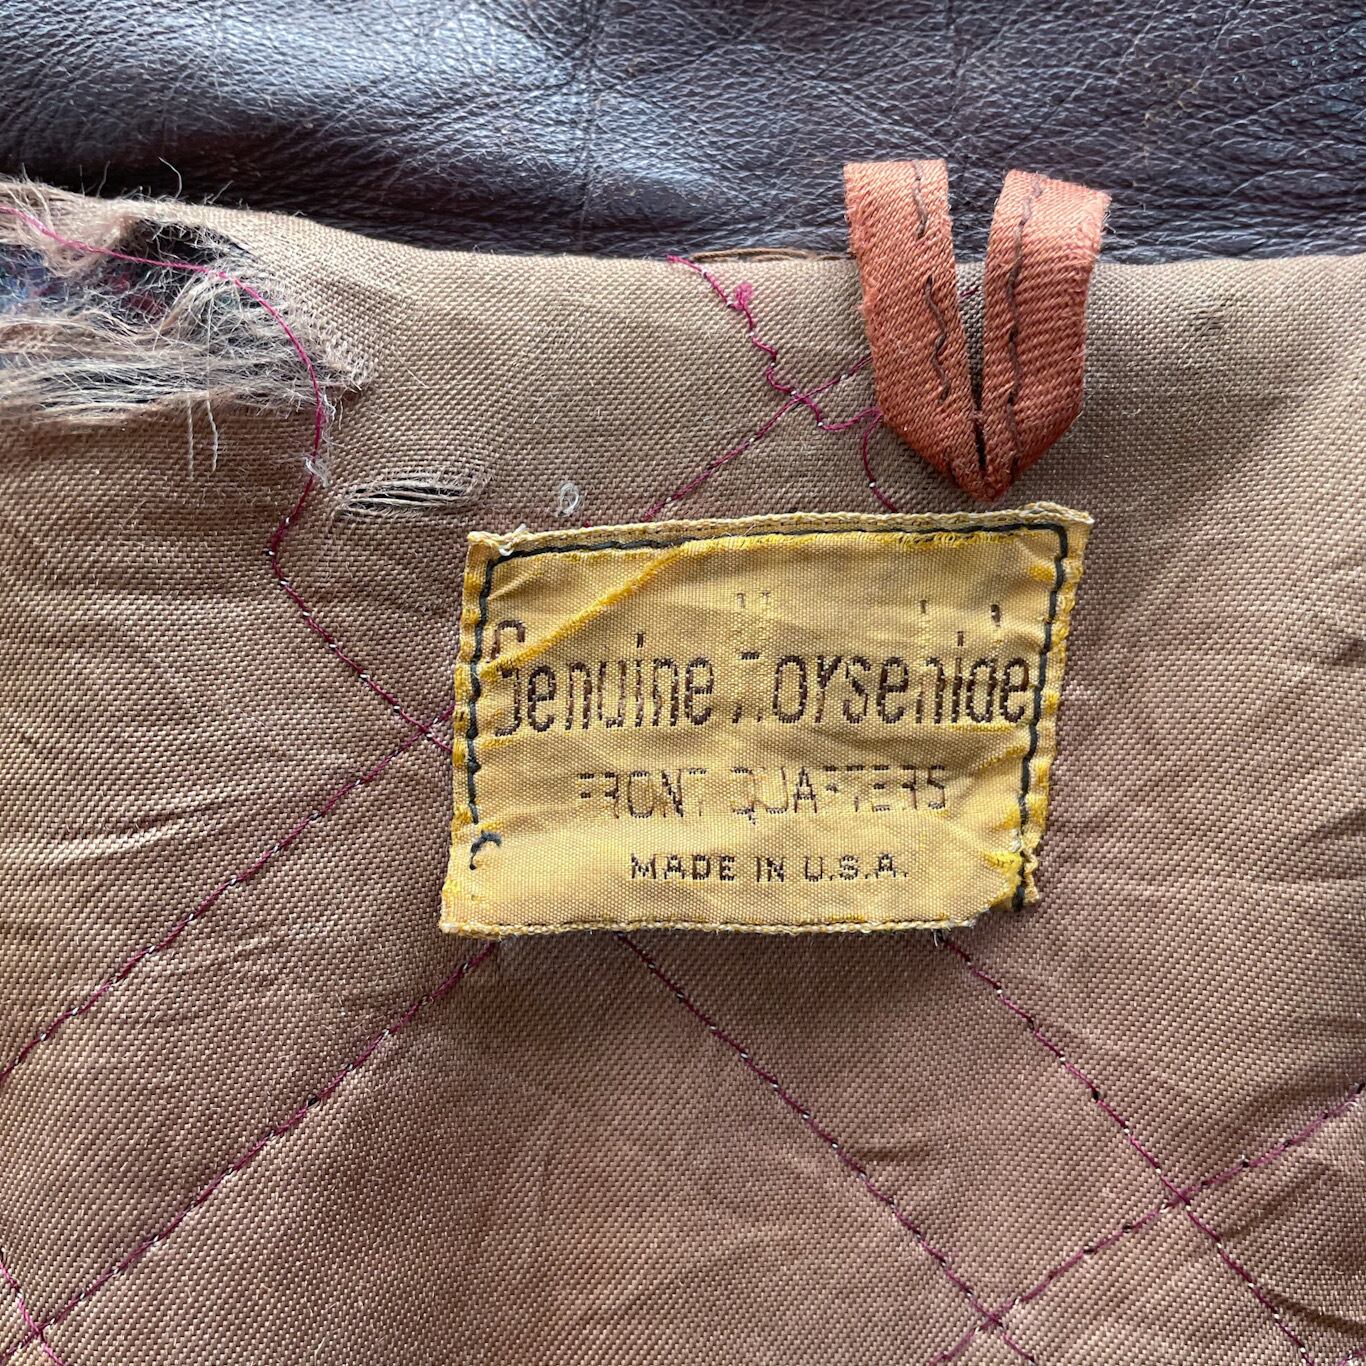 Genuine Horsehide
FRONT QUARTERS
MADE IN U.S.A.